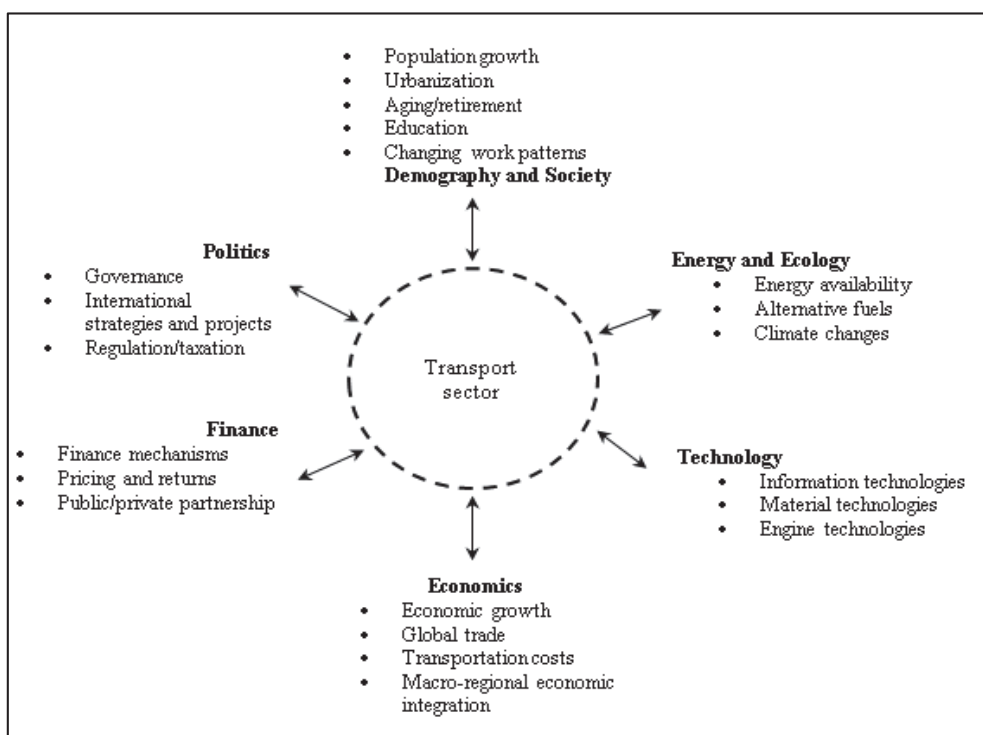 • Population growth
• Urbanization
• Aging/retirement
• Education
• Changing work patterns
Demography and Society
Politics
• Governance
• International
strategies and projects
• Regulation/taxation
Energy and Ecology
• Energy availability
• Alternative fuels
• Climate changes
Transport
sector
Finance
• Finance mechanisms
• Pricing and returns
• Public/private partnership
Technology
• Information technologies
• Material technologies
• Engine technologies
Economics
• Economic growth
• Global trade
• Transportation costs
• Macro-regional economic
integration